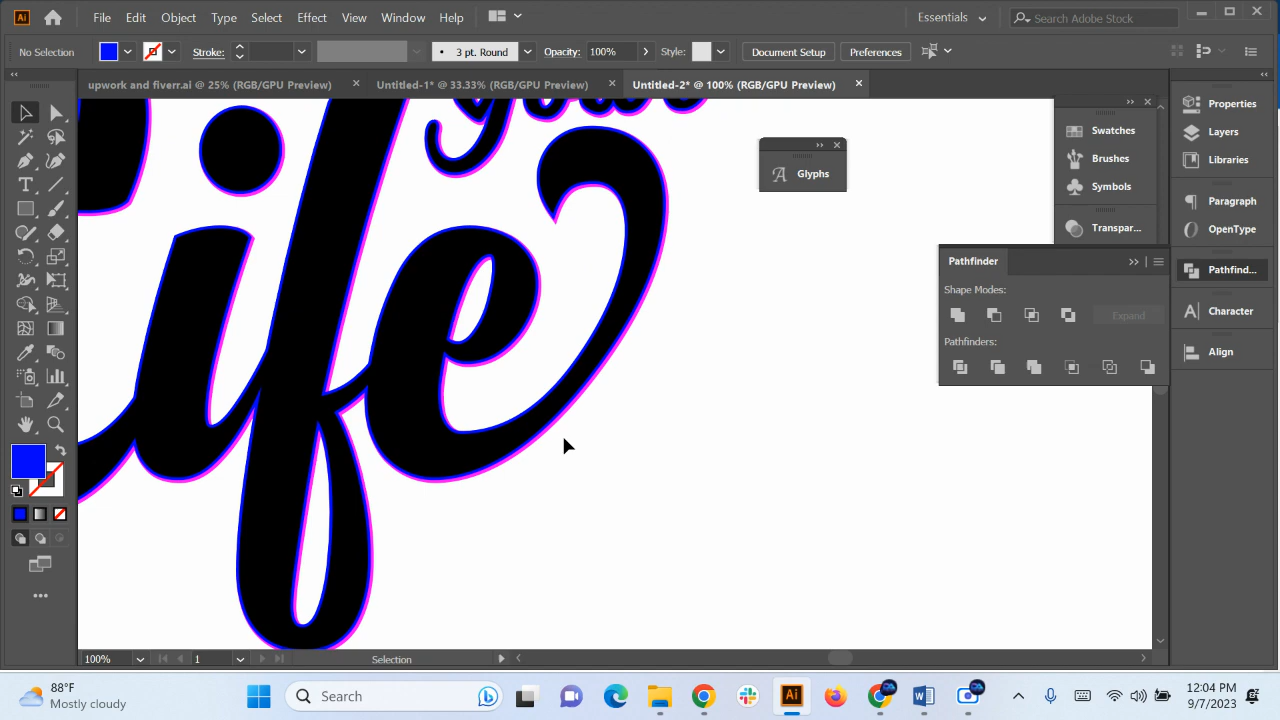 Ai File Edit Object Type Select Effect View Window Help Essentials Search Adobe Stock
No Selection Stroke: 3 pt. Round Opacity: 100% Style: Document Setup Preferences
upwork and fiverr.ai @ 25% (RGB/GPU Preview) Untitled-1* @ 33.33% (RGB/GPU Preview) Untitled-2* @ 100% (RGB/GPU Preview)
Properties
Swatches
Layers
Brushes
Libraries
Glyphs
Symbols
Paragraph
Transpar...
OpenType
Pathfinder
Pathfind...
Shape Modes:
Expand
Character
Pathfinders:
Align
ife
100% 1 Selection
88°F
Mostly cloudy
Search
12:04 PM
9/7/2023